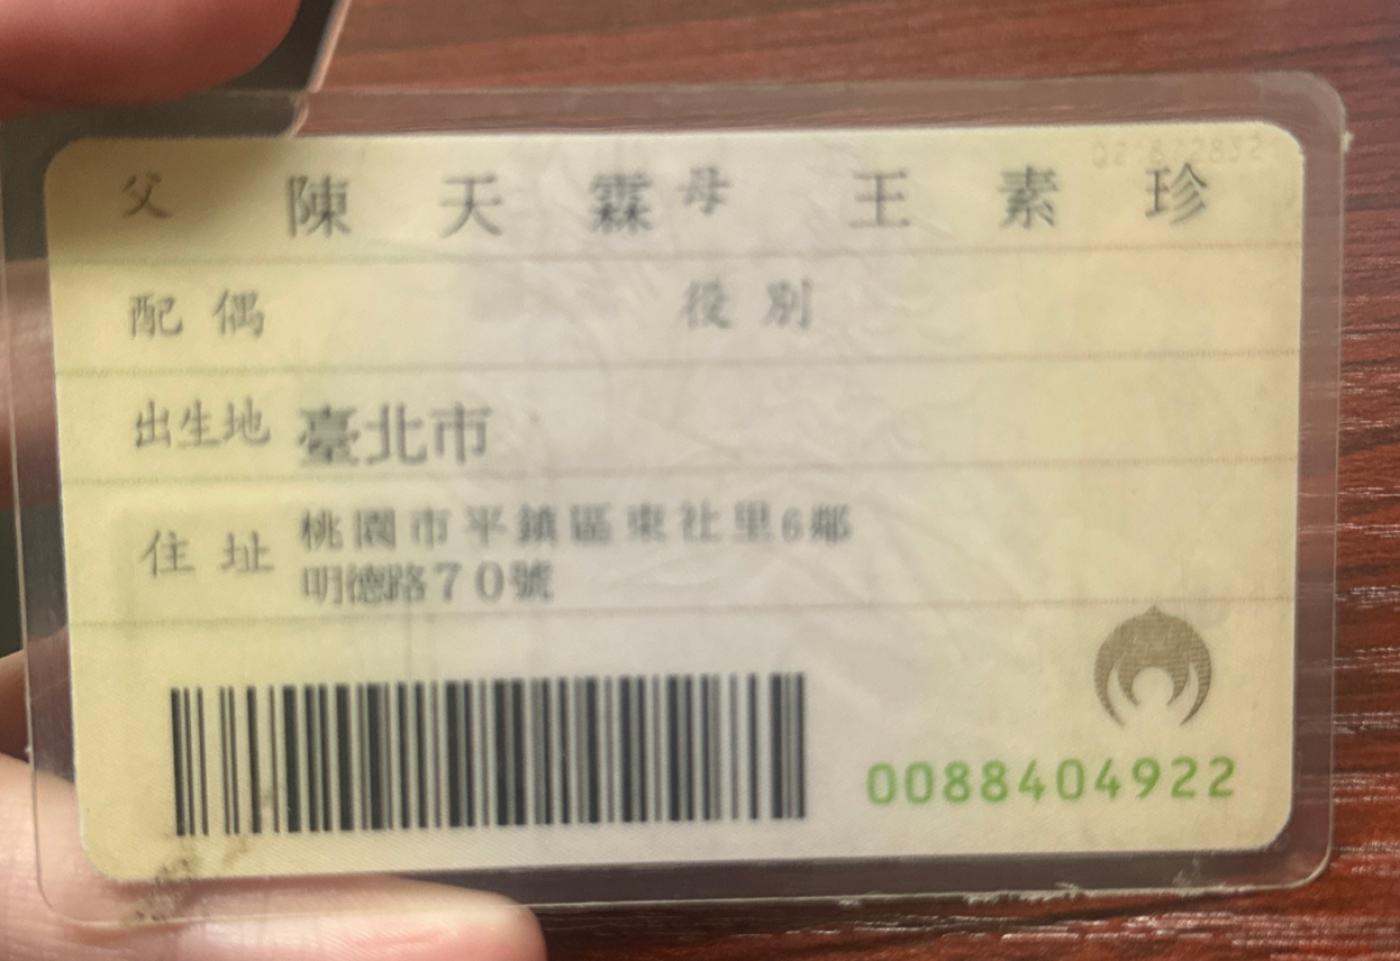 父 陳天霖 母 王素珍
配偶 役別
出生地 臺北市
住址 桃園市平鎮區東社里6鄰
明德路70號
0088404922